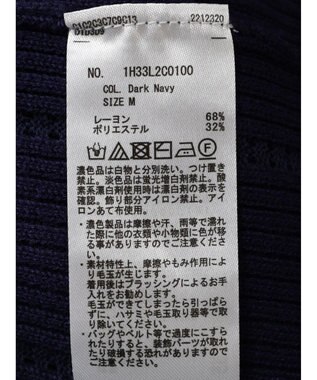 C1C2C3C7C9C13
2212320
D1D3D9
NO. 1H33L2C0100
COL. Dark Navy
SIZE M
レーヨン 68%
ポリエステル 32%
濃色品は白物と分別洗い。つけ置き
禁止。淡色品は蛍光増白剤禁止。酸
素系漂白剤使用時は漂白剤の表示を
確認。飾り部分アイロン禁止。アイ
ロンあて布使用。
・濃色製品は摩擦や汗、雨等で濡れ
た際に他の衣類や小物類に色が移
る事がありますのでご注意くださ
い。
・素材特性上、摩擦やもみ作用によ
り毛玉が生じます。
着用後はブラッシングによるお手
入れをお勧めします。
毛玉ができてしまったら引っぱら
ずに、ハサミや毛玉取り器等で取
り除いてください。
・バッグやベルト等で過度にこすら
れたりすると、装飾パーツが取れ
たり破損する恐れがありますので
ご注意ください。